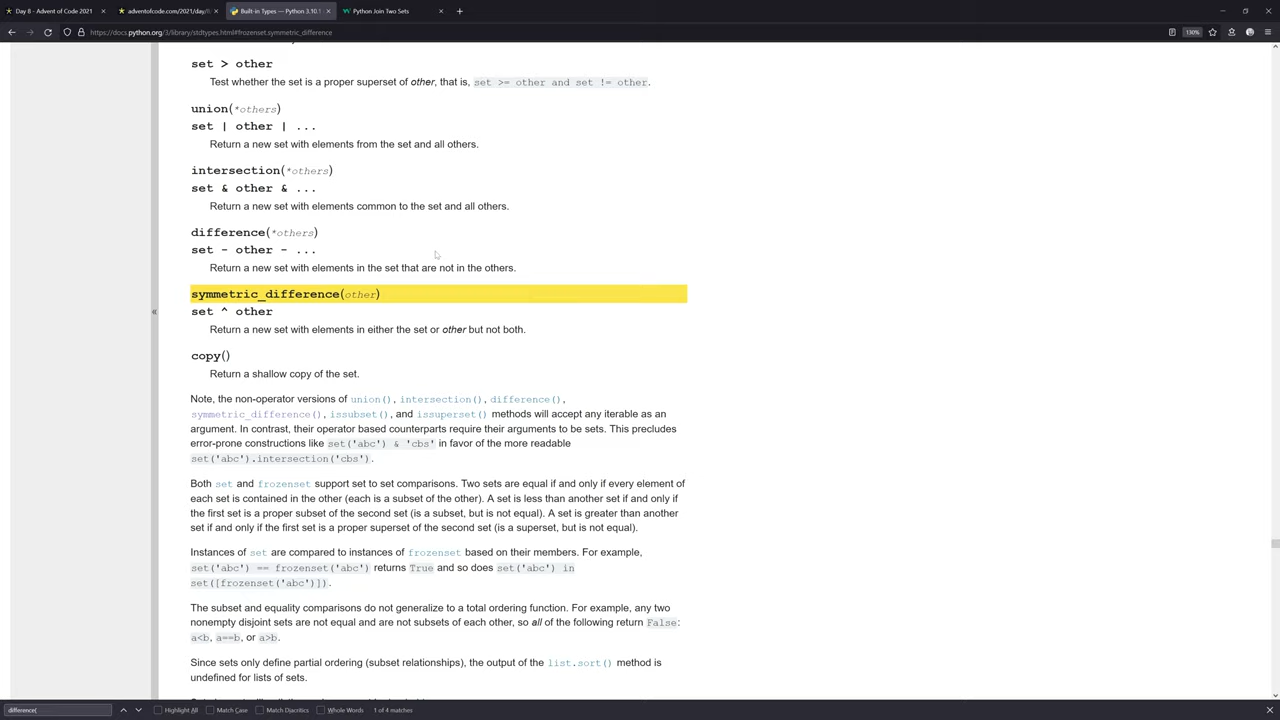 Day 8 - Advent of Code 2021
adventofcode.com/2021/day/8/
Built-in Types — Python 3.10.1
Python Join Two Sets
https://docs.python.org/3/library/stdtypes.html#frozenset.symmetric_difference
130%
set > other
Test whether the set is a proper superset of other, that is, set >= other and set != other.
union(*others)
set | other | ...
Return a new set with elements from the set and all others.
intersection(*others)
set & other & ...
Return a new set with elements common to the set and all others.
difference(*others)
set - other - ...
Return a new set with elements in the set that are not in the others.
symmetric_difference(other)
set ^ other
Return a new set with elements in either the set or other but not both.
copy()
Return a shallow copy of the set.
Note, the non-operator versions of union(), intersection(), difference(),
symmetric_difference(), issubset(), and issuperset() methods will accept any iterable as an
argument. In contrast, their operator based counterparts require their arguments to be sets. This precludes
error-prone constructions like set('abc') & 'cbs' in favor of the more readable
set('abc').intersection('cbs').
Both set and frozenset support set to set comparisons. Two sets are equal if and only if every element of
each set is contained in the other (each is a subset of the other). A set is less than another set if and only if
the first set is a proper subset of the second set (is a subset, but is not equal). A set is greater than another
set if and only if the first set is a proper superset of the second set (is a superset, but is not equal).
Instances of set are compared to instances of frozenset based on their members. For example,
set('abc') == frozenset('abc') returns True and so does set('abc') in
set([frozenset('abc')]).
The subset and equality comparisons do not generalize to a total ordering function. For example, any two
nonempty disjoint sets are not equal and are not subsets of each other, so all of the following return False:
a<b, a==b, or a>b.
Since sets only define partial ordering (subset relationships), the output of the list.sort() method is
undefined for lists of sets.
difference(
Highlight All
Match Case
Match Diacritics
Whole Words
1 of 4 matches